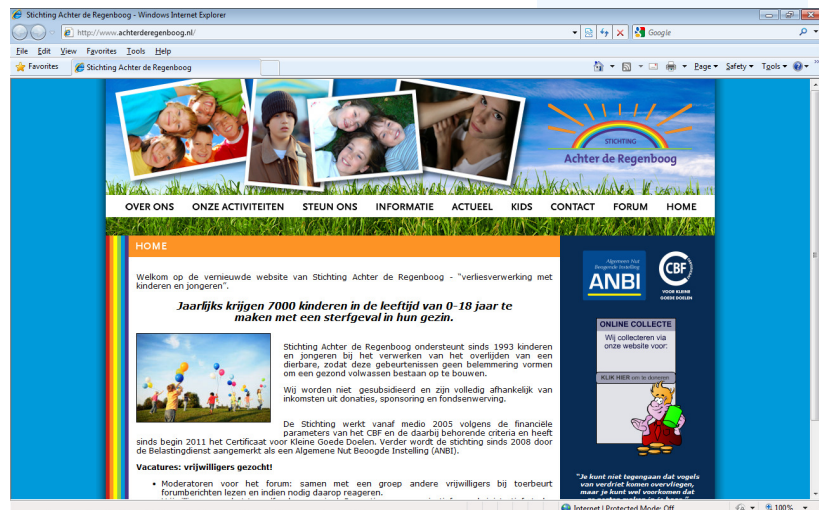 Stichting Achter de Regenboog - Windows Internet Explorer
http://www.achterderegenboog.nl/
Google
File Edit View Favorites Tools Help
Favorites
Stichting Achter de Regenboog
Page Safety Tools
STICHTING
Achter de Regenboog
OVER ONS ONZE ACTIVITEITEN STEUN ONS INFORMATIE ACTUEEL KIDS CONTACT FORUM HOME
HOME
Welkom op de vernieuwde website van Stichting Achter de Regenboog - "verliesverwerking met
kinderen en jongeren".
Jaarlijks krijgen 7000 kinderen in de leeftijd van 0-18 jaar te
maken met een sterfgeval in hun gezin.
Stichting Achter de Regenboog ondersteunt sinds 1993 kinderen
en jongeren bij het verwerken van het overlijden van een
dierbare, zodat deze gebeurtenissen geen belemmering vormen
om een gezond volwassen bestaan op te bouwen.
Wij worden niet gesubsidieerd en zijn volledig afhankelijk van
inkomsten uit donaties, sponsoring en fondsenwerving.
De Stichting werkt vanaf medio 2005 volgens de financiële
parameters van het CBF en de daarbij behorende criteria en heeft
sinds begin 2011 het Certificaat voor Kleine Goede Doelen. Verder wordt de stichting sinds 2008 door
de Belastingdienst aangemerkt als een Algemene Nut Beoogde Instelling (ANBI).
Vacatures: vrijwilligers gezocht!
• Moderatoren voor het forum: samen met een groep andere vrijwilligers bij toerbeurt
forumberichten lezen en indien nodig daarop reageren.
Algemeen Nut
Beogende Instelling
ANBI
CBF
VOOR KLEINE
GOEDE DOELEN
ONLINE COLLECTE
Wij collecteren via
onze website voor:
KLIK HIER om te doneren
"Je kunt niet tegengaan dat vogels
van verdriet komen overvliegen,
maar je kunt wel voorkomen dat
Internet | Protected Mode: Off
100%